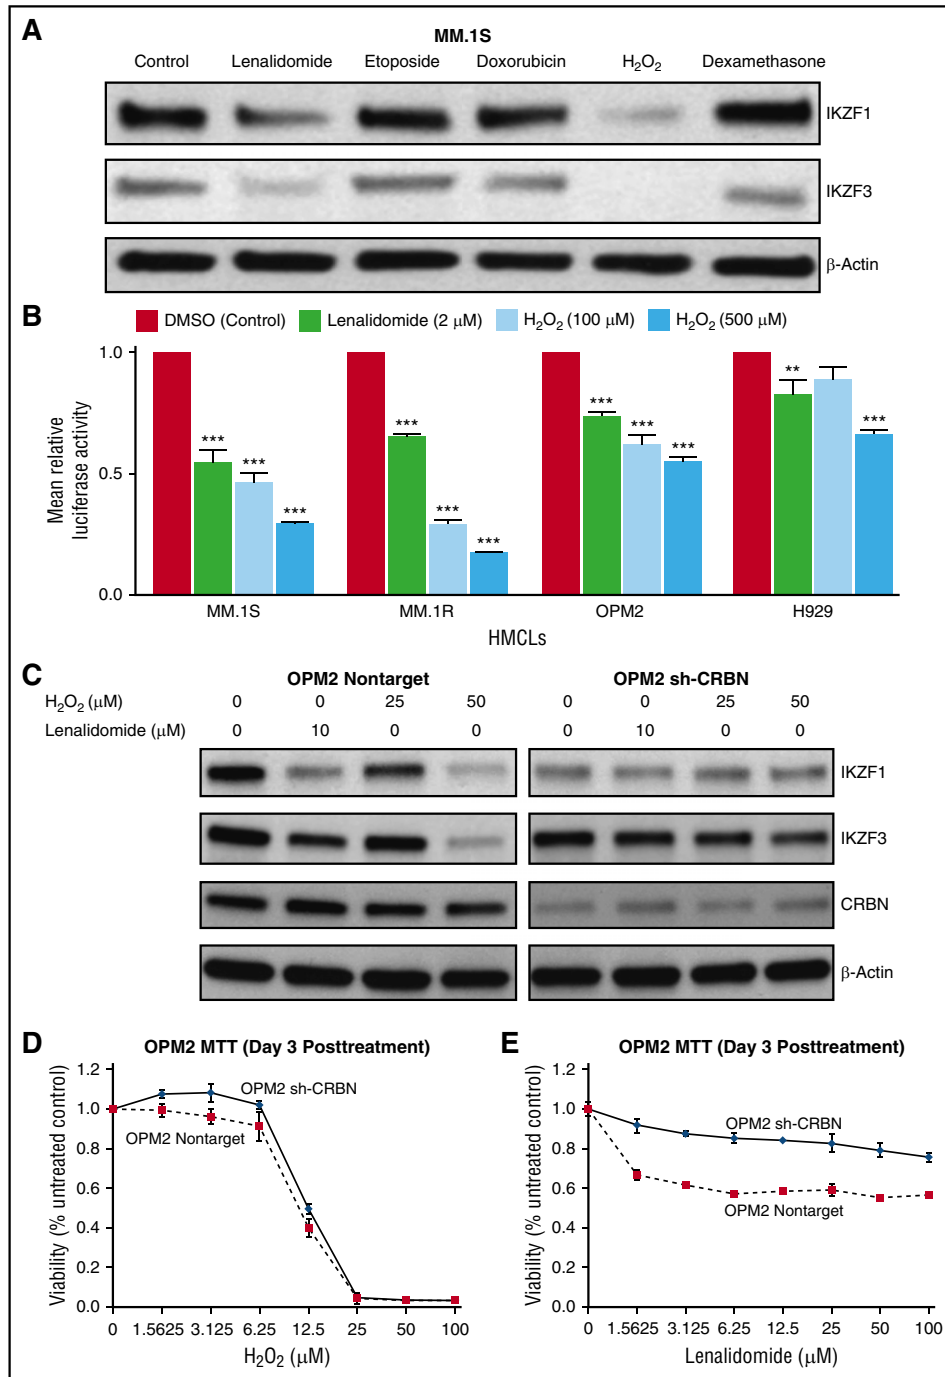 A
MM.1S
Control Lenalidomide Etoposide Doxorubicin H₂O₂ Dexamethasone
IKZF1
IKZF3
β-Actin
B
DMSO (Control) Lenalidomide (2 μM) H₂O₂ (100 μM) H₂O₂ (500 μM)
Mean relative
luciferase activity
1.0
0.5
0.0
*** *** ***
*** *** ***
*** *** ***
** ***
MM.1S MM.1R OPM2 H929
HMCLs
C
OPM2 Nontarget OPM2 sh-CRBN
H₂O₂ (μM) 0 0 25 50 0 0 25 50
Lenalidomide (μM) 0 10 0 0 0 10 0 0
IKZF1
IKZF3
CRBN
β-Actin
D
OPM2 MTT (Day 3 Posttreatment)
Viability (% untreated control)
1.2
1.0
0.8
0.6
0.4
0.2
0.0
OPM2 sh-CRBN
OPM2 Nontarget
0 1.5625 3.125 6.25 12.5 25 50 100
H₂O₂ (μM)
E
OPM2 MTT (Day 3 Posttreatment)
Viability (% untreated control)
1.2
1.0
0.8
0.6
0.4
0.2
0.0
OPM2 sh-CRBN
OPM2 Nontarget
0 1.5625 3.125 6.25 12.5 25 50 100
Lenalidomide (μM)